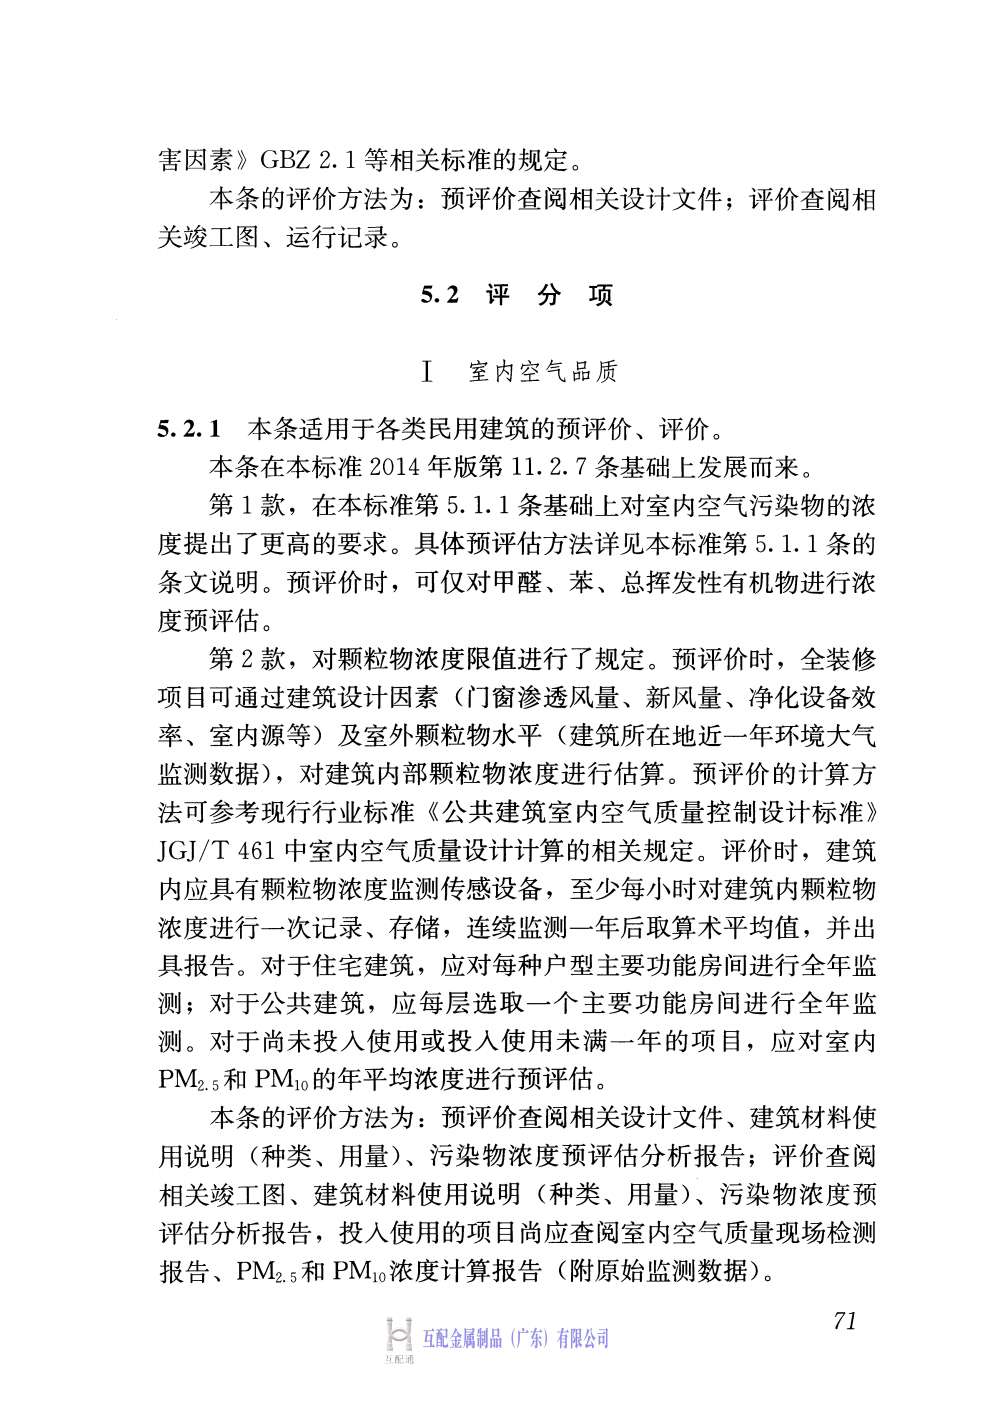 害因素》GBZ 2.1 等相关标准的规定。
本条的评价方法为：预评价查阅相关设计文件；评价查阅相
关竣工图、运行记录。
5.2 评 分 项
Ⅰ 室内空气品质
5.2.1 本条适用于各类民用建筑的预评价、评价。
本条在本标准 2014 年版第 11.2.7 条基础上发展而来。
第 1 款，在本标准第 5.1.1 条基础上对室内空气污染物的浓
度提出了更高的要求。具体预评估方法详见本标准第 5.1.1 条的
条文说明。预评价时，可仅对甲醛、苯、总挥发性有机物进行浓
度预评估。
第 2 款，对颗粒物浓度限值进行了规定。预评价时，全装修
项目可通过建筑设计因素（门窗渗透风量、新风量、净化设备效
率、室内源等）及室外颗粒物水平（建筑所在地近一年环境大气
监测数据），对建筑内部颗粒物浓度进行估算。预评价的计算方
法可参考现行行业标准《公共建筑室内空气质量控制设计标准》
JGJ/T 461 中室内空气质量设计计算的相关规定。评价时，建筑
内应具有颗粒物浓度监测传感设备，至少每小时对建筑内颗粒物
浓度进行一次记录、存储，连续监测一年后取算术平均值，并出
具报告。对于住宅建筑，应对每种户型主要功能房间进行全年监
测；对于公共建筑，应每层选取一个主要功能房间进行全年监
测。对于尚未投入使用或投入使用未满一年的项目，应对室内
PM2.5和 PM10的年平均浓度进行预评估。
本条的评价方法为：预评价查阅相关设计文件、建筑材料使
用说明（种类、用量）、污染物浓度预评估分析报告；评价查阅
相关竣工图、建筑材料使用说明（种类、用量）、污染物浓度预
评估分析报告，投入使用的项目尚应查阅室内空气质量现场检测
报告、PM2.5和 PM10浓度计算报告（附原始监测数据）。
71
互配金属制品（广东）有限公司
互配通